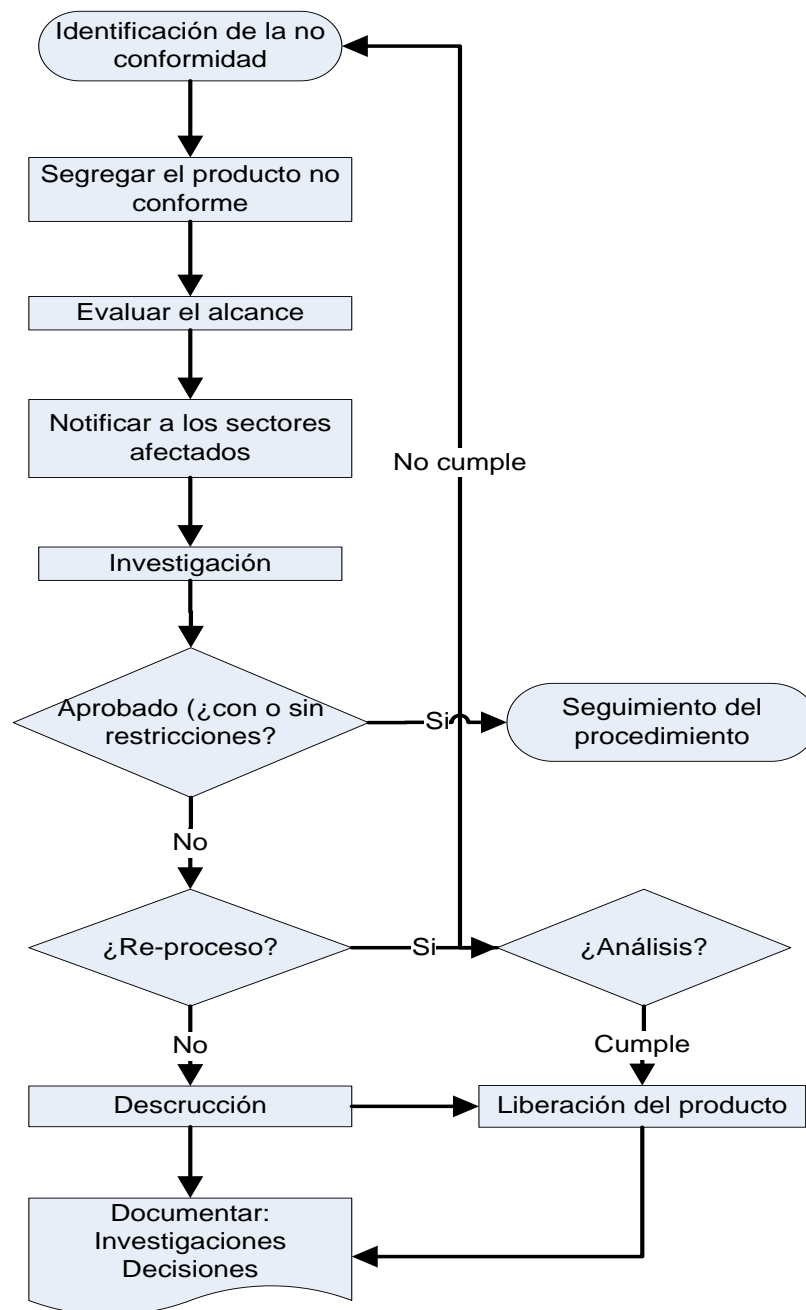 Identificación de la no
conformidad
Segregar el producto no
conforme
Evaluar el alcance
Notificar a los sectores
afectados
No cumple
Investigación
Aprobado (¿con o sin
restricciones?
Si
Seguimiento del
procedimiento
No
¿Re-proceso?
Si
¿Análisis?
No
Cumple
Descrucción
Liberación del producto
Documentar:
Investigaciones
Decisiones